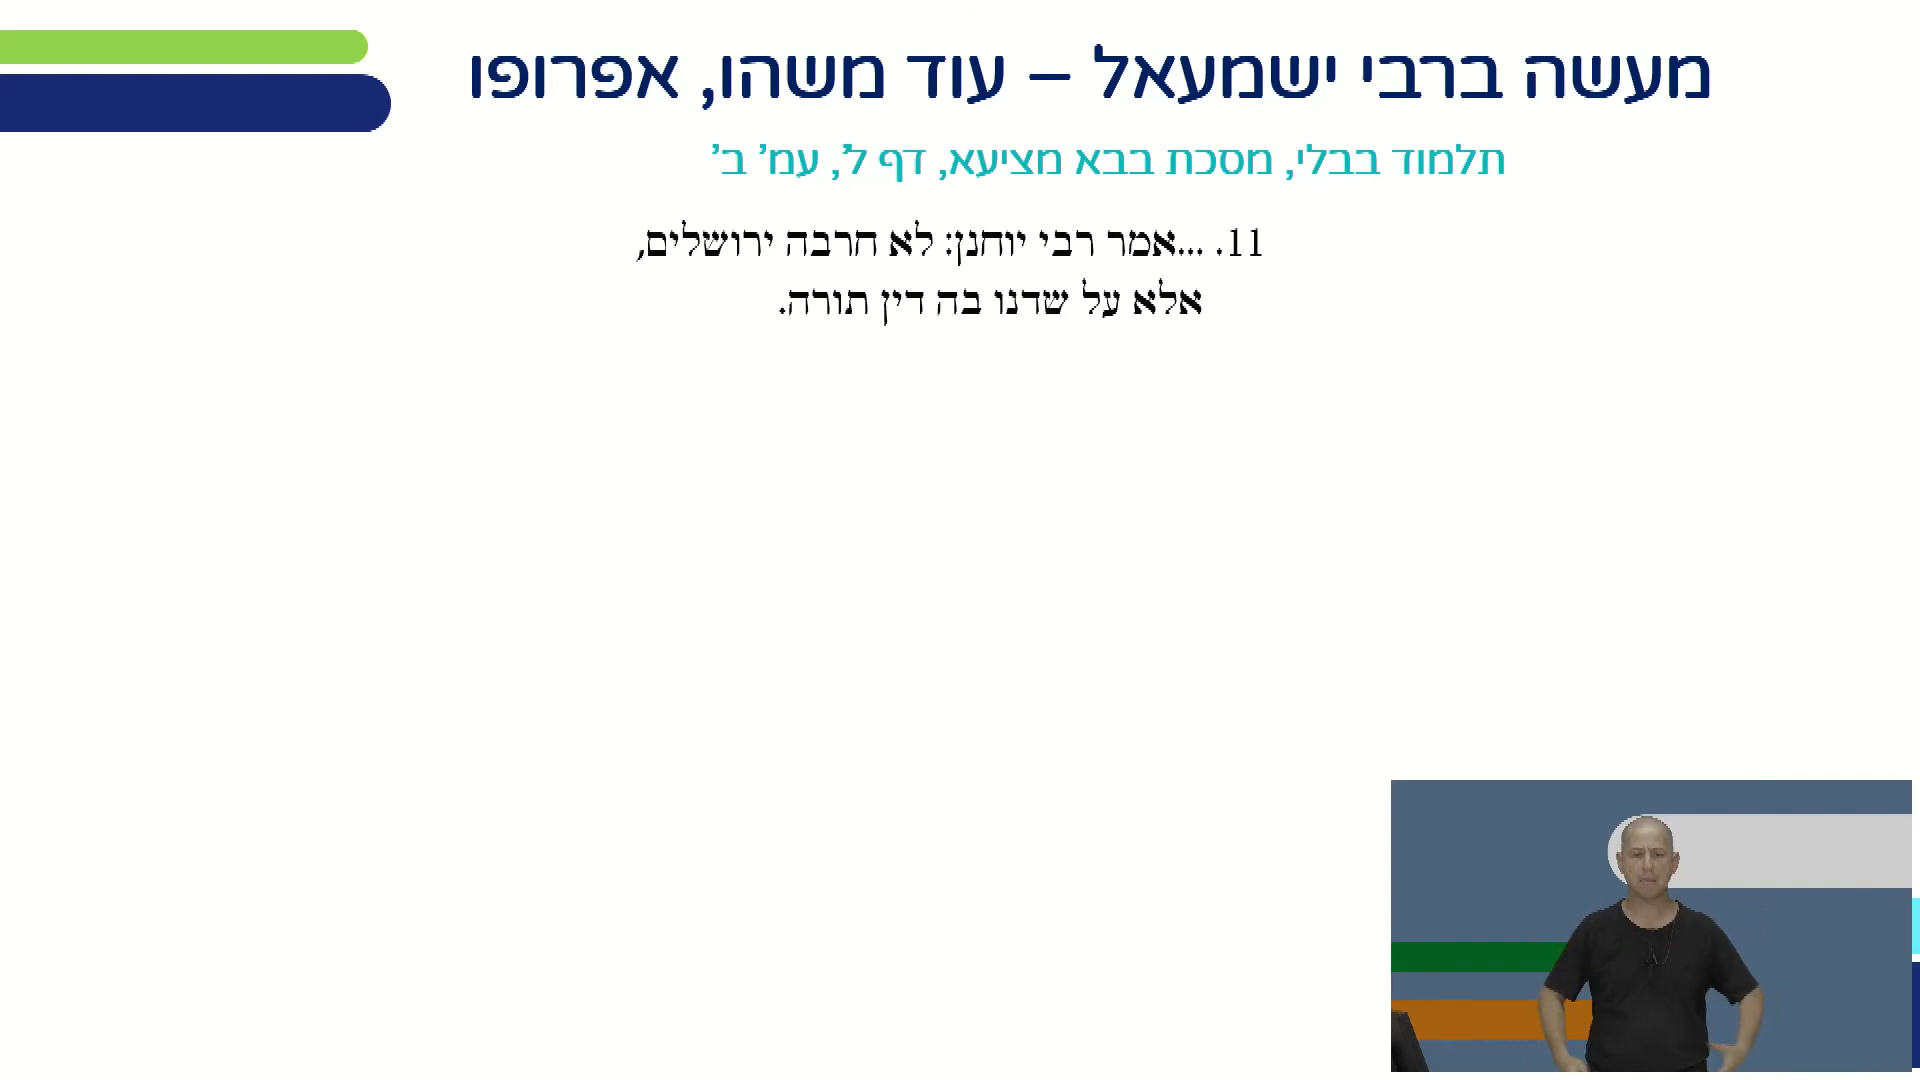 מעשה ברבי ישמעאל – עוד משהו, אפרופו
תלמוד בבלי, מסכת בבא מציעא, דף ל', עמ' ב'
11. ...אמר רבי יוחנן: לא חרבה ירושלים,
אלא על שדנו בה דין תורה.